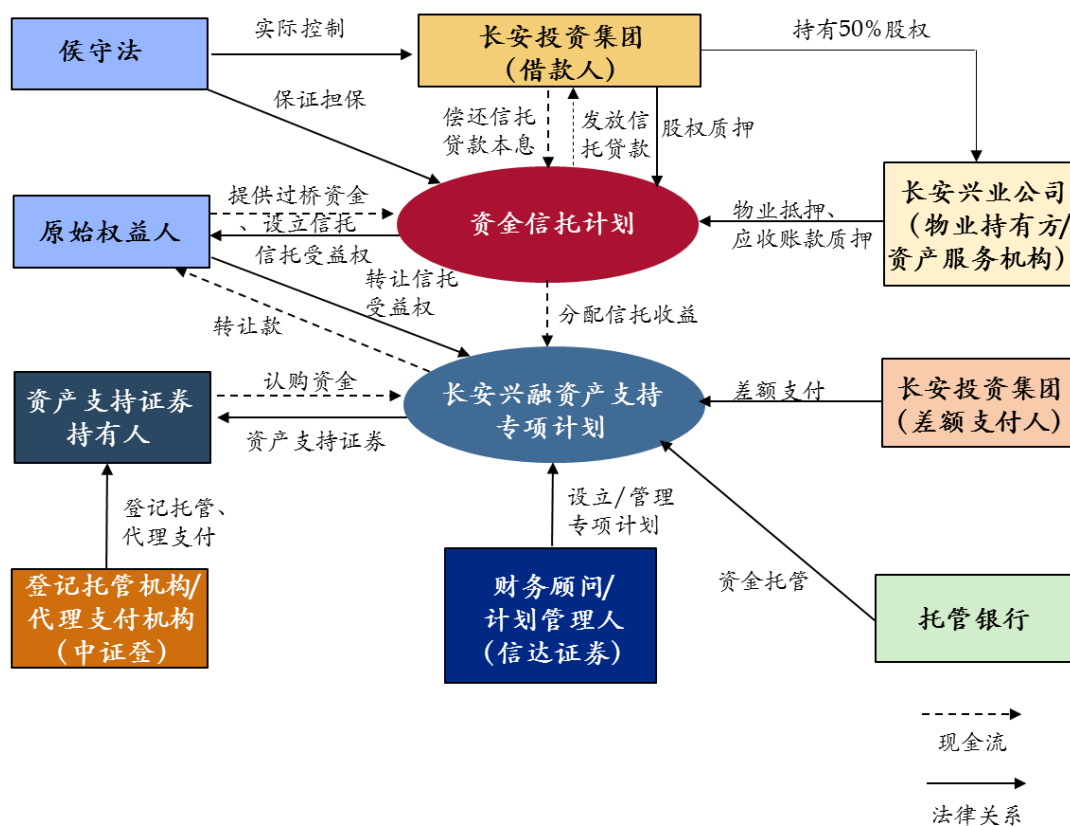 侯守法
实际控制
长安投资集团
(借款人)
持有50%股权
保证担保
偿还信托
贷款本息
发放信
托贷款
股权质押
原始权益人
提供过桥资金
、设立信托
信托受益权
资金信托计划
物业抵押、
应收账款质押
长安兴业公司
(物业持有方/
资产服务机构)
转让信托
受益权
转让款
分配信托收益
资产支持证券
持有人
认购资金
资产支持证券
长安兴融资产支持
专项计划
差额支付
长安投资集团
(差额支付人)
登记托管、
代理支付
设立/管理
专项计划
资金托管
登记托管机构/
代理支付机构
(中证登)
财务顾问/
计划管理人
(信达证券)
托管银行
现金流
法律关系